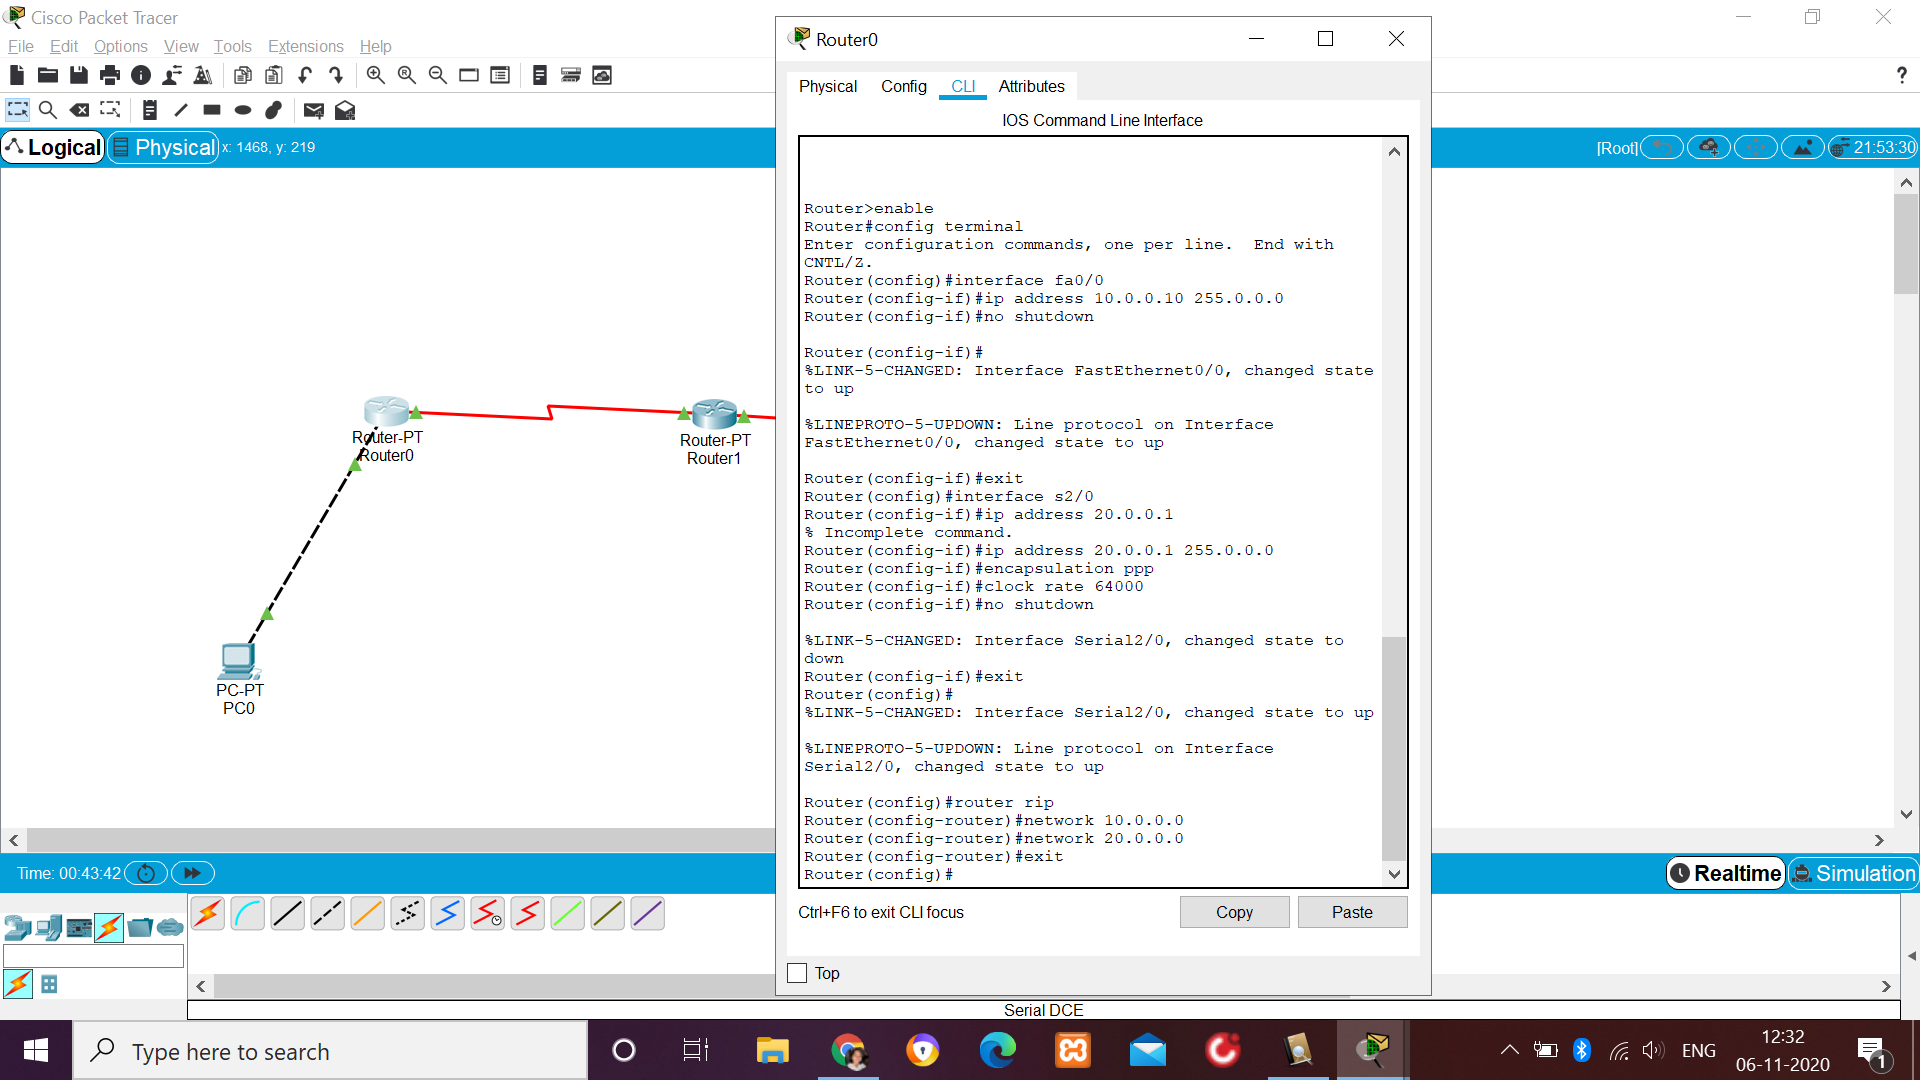 Cisco Packet Tracer
File Edit Options View Tools Extensions Help
?
Logical
Physical
x: 1468, y: 219
[Root]
21:53:30
Router-PT
Router0
Router-PT
Router1
PC-PT
PC0
Router0
Physical Config CLI Attributes
IOS Command Line Interface
Router>enable
Router#config terminal
Enter configuration commands, one per line.  End with
CNTL/Z.
Router(config)#interface fa0/0
Router(config-if)#ip address 10.0.0.10 255.0.0.0
Router(config-if)#no shutdown
Router(config-if)#
%LINK-5-CHANGED: Interface FastEthernet0/0, changed state
to up
%LINEPROTO-5-UPDOWN: Line protocol on Interface
FastEthernet0/0, changed state to up
Router(config-if)#exit
Router(config)#interface s2/0
Router(config-if)#ip address 20.0.0.1
% Incomplete command.
Router(config-if)#ip address 20.0.0.1 255.0.0.0
Router(config-if)#encapsulation ppp
Router(config-if)#clock rate 64000
Router(config-if)#no shutdown
%LINK-5-CHANGED: Interface Serial2/0, changed state to
down
Router(config-if)#exit
Router(config)#
%LINK-5-CHANGED: Interface Serial2/0, changed state to up
%LINEPROTO-5-UPDOWN: Line protocol on Interface
Serial2/0, changed state to up
Router(config)#router rip
Router(config-router)#network 10.0.0.0
Router(config-router)#network 20.0.0.0
Router(config-router)#exit
Router(config)#
Ctrl+F6 to exit CLI focus
Copy
Paste
Top
Time: 00:43:42
Realtime
Simulation
Serial DCE
Type here to search
ENG
12:32
06-11-2020
1